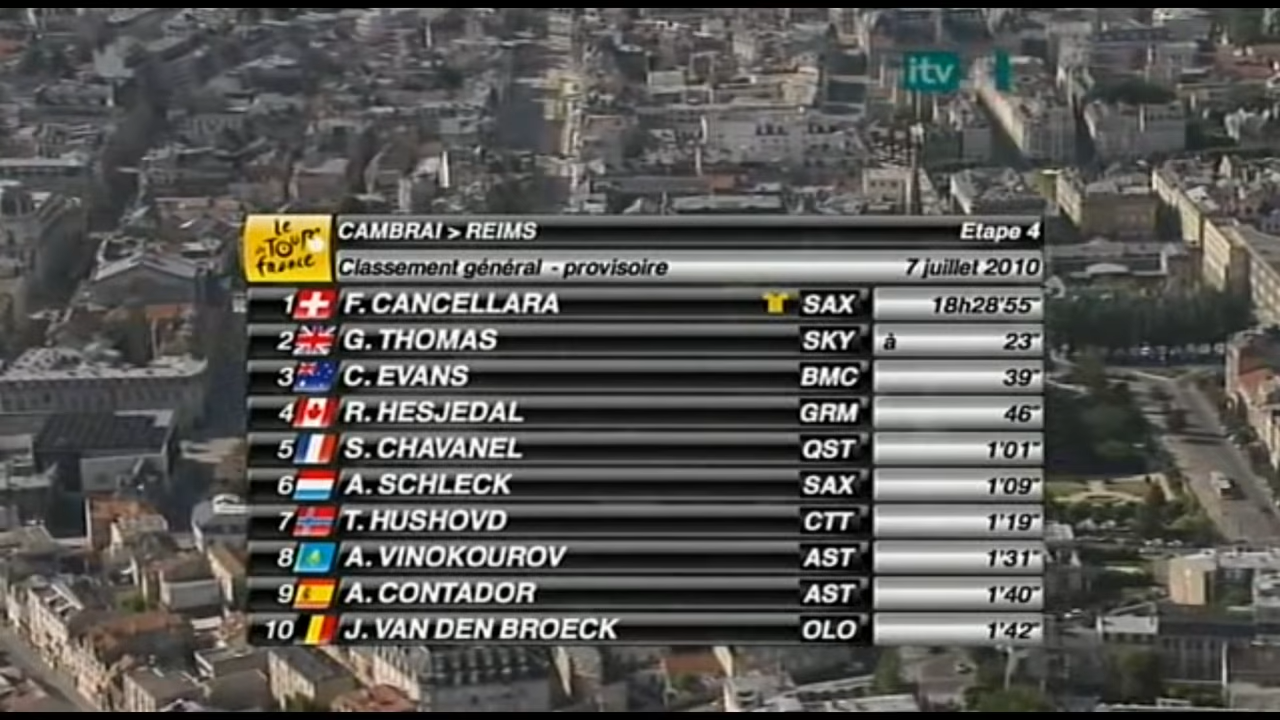 itv 1
le
de TOUR
france
CAMBRAI > REIMS Etape 4
Classement général - provisoire 7 juillet 2010
1 F. CANCELLARA SAX 18h28'55"
2 G. THOMAS SKY à 23"
3 C. EVANS BMC 39"
4 R. HESJEDAL GRM 46"
5 S. CHAVANEL QST 1'01"
6 A. SCHLECK SAX 1'09"
7 T. HUSHOVD CTT 1'19"
8 A. VINOKOUROV AST 1'31"
9 A. CONTADOR AST 1'40"
10 J. VAN DEN BROECK OLO 1'42"